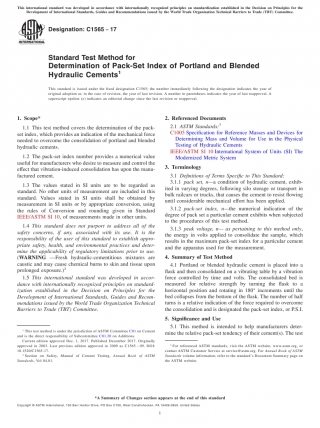 This international standard was developed in accordance with internationally recognized principles on standardization established in the Decision on Principles for the
Development of International Standards, Guides and Recommendations issued by the World Trade Organization Technical Barriers to Trade (TBT) Committee.
Designation: C1565 − 17
Standard Test Method for
Determination of Pack-Set Index of Portland and Blended
Hydraulic Cements1
This standard is issued under the fixed designation C1565; the number immediately following the designation indicates the year of
original adoption or, in the case of revision, the year of last revision. A number in parentheses indicates the year of last reapproval. A
superscript epsilon (ε) indicates an editorial change since the last revision or reapproval.
1. Scope*
1.1 This test method covers the determination of the pack-
set index, which provides an indication of the mechanical force
needed to overcome the consolidation of portland and blended
hydraulic cements.
1.2 The pack-set index number provides a numerical value
useful for manufacturers who desire to measure and control the
effect that vibration-induced consolidation has upon the manu-
factured cement.
1.3 The values stated in SI units are to be regarded as
standard. No other units of measurement are included in this
standard. Values stated in SI units shall be obtained by
measurement in SI units or by appropriate conversion, using
the rules of Conversion and rounding given in Standard
IEEE/ASTM SI 10, of measurements made in other units.
1.4 This standard does not purport to address all of the
safety concerns, if any, associated with its use. It is the
responsibility of the user of this standard to establish appro-
priate safety, health, and environmental practices and deter-
mine the applicability of regulatory limitations prior to use.
(WARNING —Fresh hydraulic-cementitious mixtures are
caustic and may cause chemical burns to skin and tissue upon
prolonged exposure.)2
1.5 This international standard was developed in accor-
dance with internationally recognized principles on standard-
ization established in the Decision on Principles for the
Development of International Standards, Guides and Recom-
mendations issued by the World Trade Organization Technical
Barriers to Trade (TBT) Committee.
1 This test method is under the jurisdiction of ASTM Committee C01 on Cement
and is the direct responsibility of Subcommittee C01.20 on Additions.
Current edition approved Dec. 1, 2017. Published December 2017. Originally
approved in 2003. Last previous edition approved in 2009 as C1565 – 09. DOI:
10.1520/C1565-17.
2 Section on Safety, Manual of Cement Testing, Annual Book of ASTM
Standards, Vol 04.01.
2. Referenced Documents
2.1 ASTM Standards:3
C1005 Specification for Reference Masses and Devices for
Determining Mass and Volume for Use in the Physical
Testing of Hydraulic Cements
IEEE/ASTM SI 10 International System of Units (SI) The
Modernized Metric System
3. Terminology
3.1 Definitions of Terms Specific to This Standard:
3.1.1 pack set, n—a condition of hydraulic cement, exhib-
ited in varying degrees, following silo storage or transport in
bulk railcars or trucks, that causes the cement to resist flowing
until considerable mechanical effort has been applied.
3.1.2 pack-set index, n—the numerical indication of the
degree of pack set a particular cement exhibits when subjected
to the procedures of this method.
3.1.3 peak voltage, n—as pertaining to this method only,
the energy in volts applied to consolidate the sample, which
results in the maximum pack-set index for a particular cement
and the apparatus used for the measurement.
4. Summary of Test Method
4.1 Portland or blended hydraulic cement is placed into a
flask and then consolidated on a vibrating table by a vibration
force controlled by time and volts. The consolidated bed is
measured for relative strength by turning the flask to a
horizontal position and rotating in 180° increments until the
bed collapses from the bottom of the flask. The number of half
turns is a relative indication of the force required to overcome
the consolidation and is designated the pack-set index, or P.S.I.
5. Significance and Use
5.1 This method is intended to help manufacturers deter-
mine the relative pack-set tendency of their cement(s). The test
3 For referenced ASTM standards, visit the ASTM website, www.astm.org, or
contact ASTM Customer Service at service@astm.org. For Annual Book of ASTM
Standards volume information, refer to the standard's Document Summary page on
the ASTM website.
*A Summary of Changes section appears at the end of this standard
Copyright © ASTM International, 100 Barr Harbor Drive, PO Box C700, West Conshohocken, PA 19428-2959. United States
1